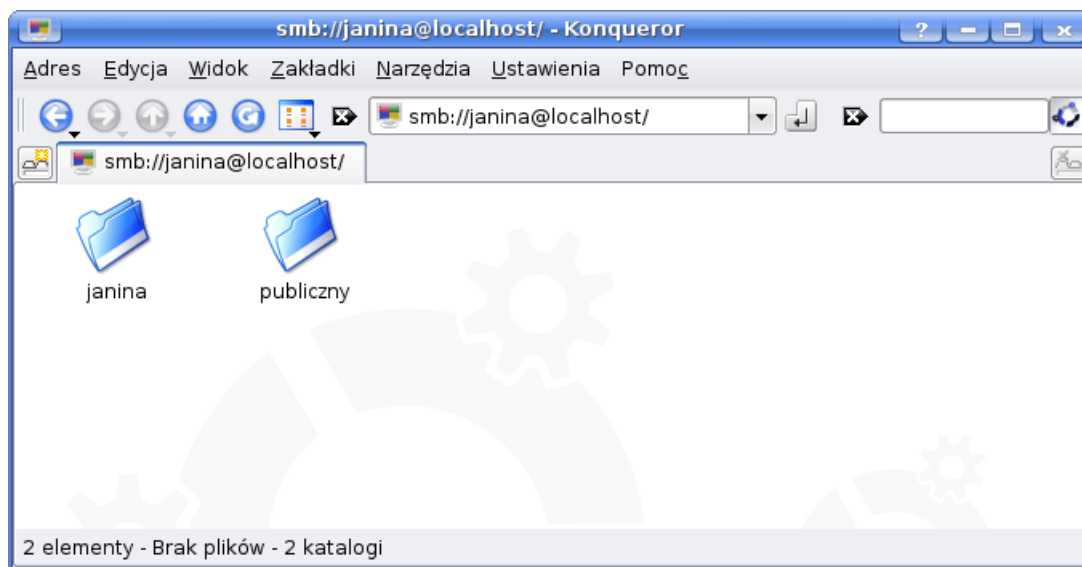 smb://janina@localhost/ - Konqueror
Adres Edycja Widok Zakładki Narzędzia Ustawienia Pomoc
smb://janina@localhost/
smb://janina@localhost/
janina publiczny
2 elementy - Brak plików - 2 katalogi